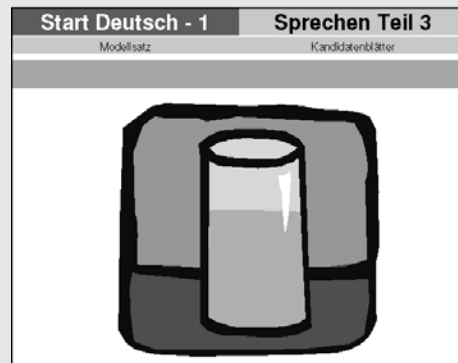 Start Deutsch - 1 Sprechen Teil 3
Modellsatz Kandidatenblätter